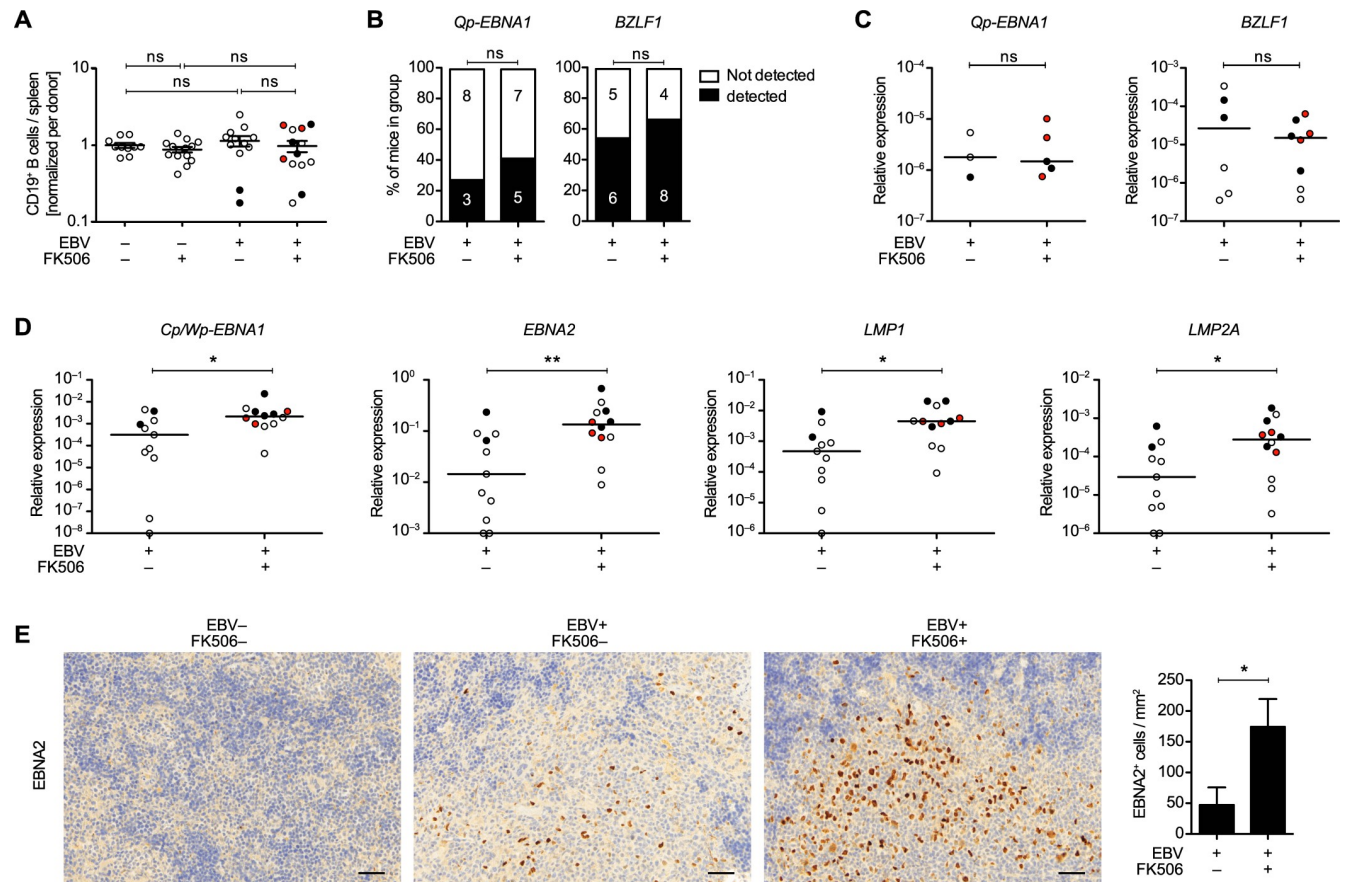 A
CD19⁺ B cells / spleen
[normalized per donor]
10
1
0.1
ns
ns
ns
ns
EBV – – + +
FK506 – + – +
B
Qp-EBNA1
BZLF1
% of mice in group
100
80
60
40
20
0
ns
8
7
3
5
100
80
60
40
20
0
ns
5
4
6
8
Not detected
detected
EBV + + + +
FK506 – + – +
C
Qp-EBNA1
BZLF1
Relative expression
10⁻⁴
10⁻⁵
10⁻⁶
10⁻⁷
ns
Relative expression
10⁻³
10⁻⁴
10⁻⁵
10⁻⁶
10⁻⁷
ns
EBV + + + +
FK506 – + – +
D
Cp/Wp-EBNA1
Relative expression
10⁻¹
10⁻²
10⁻³
10⁻⁴
10⁻⁵
10⁻⁶
10⁻⁷
10⁻⁸
*
EBV + +
FK506 – +
EBNA2
Relative expression
10⁰
10⁻¹
10⁻²
10⁻³
**
+ +
– +
LMP1
Relative expression
10⁻¹
10⁻²
10⁻³
10⁻⁴
10⁻⁵
10⁻⁶
*
+ +
– +
LMP2A
Relative expression
10⁻²
10⁻³
10⁻⁴
10⁻⁵
10⁻⁶
*
+ +
– +
E
EBV–
FK506–
EBV+
FK506–
EBV+
FK506+
EBNA2
EBNA2⁺ cells / mm²
250
200
150
100
50
0
*
EBV + +
FK506 – +